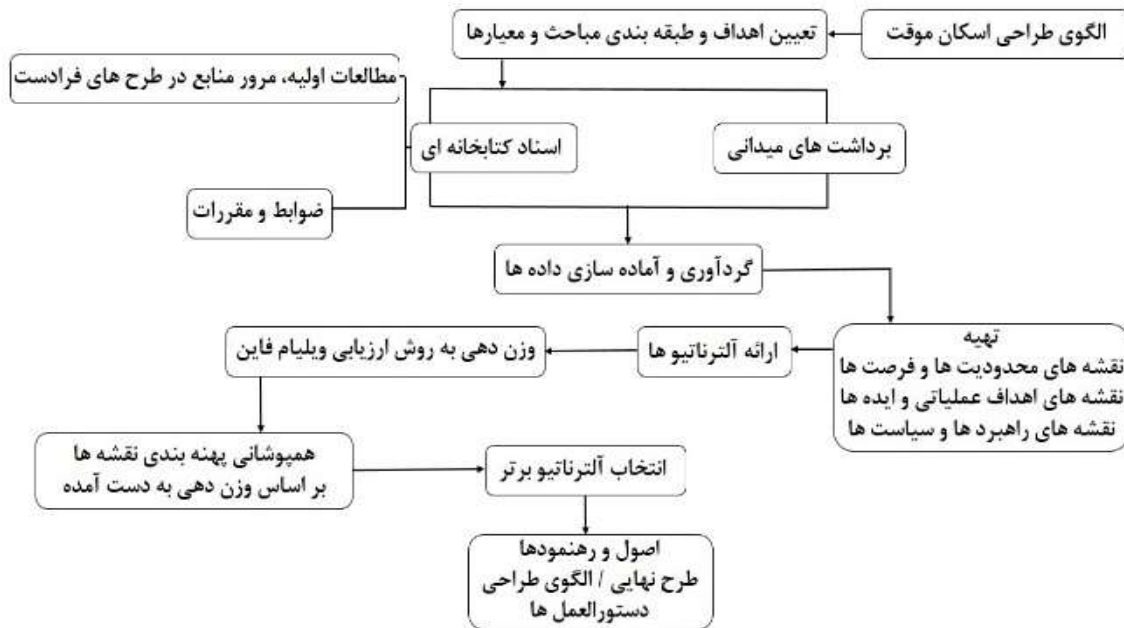 الگوی طراحی اسکان موقت
تعیین اهداف و طبقه بندی مباحث و معیارها
مطالعات اولیه، مرور منابع در طرح های فرادست
برداشت های میدانی
اسناد کتابخانه ای
ضوابط و مقررات
گردآوری و آماده سازی داده ها
تهیه
نقشه های محدودیت ها و فرصت ها
نقشه های اهداف عملیاتی و ایده ها
نقشه های راهبرد ها و سیاست ها
ارائه آلترناتیو ها
وزن دهی به روش ارزیابی ویلیام فاین
همپوشانی پهنه بندی نقشه ها
بر اساس وزن دهی به دست آمده
انتخاب آلترناتیو برتر
اصول و رهنمودها
طرح نهایی / الگوی طراحی
دستورالعمل ها